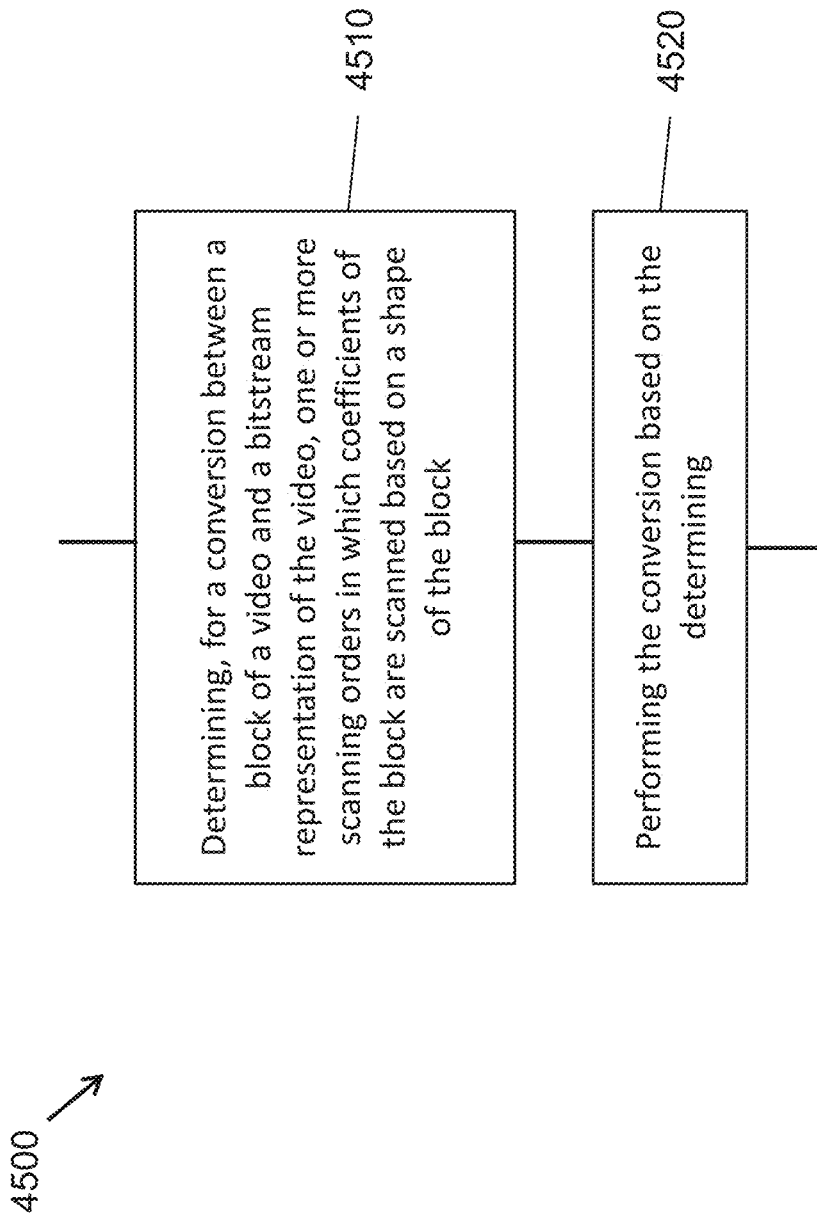 4500
Determining, for a conversion between a
block of a video and a bitstream
representation of the video, one or more
scanning orders in which coefficients of
the block are scanned based on a shape
of the block
4510
Performing the conversion based on the
determining
4520